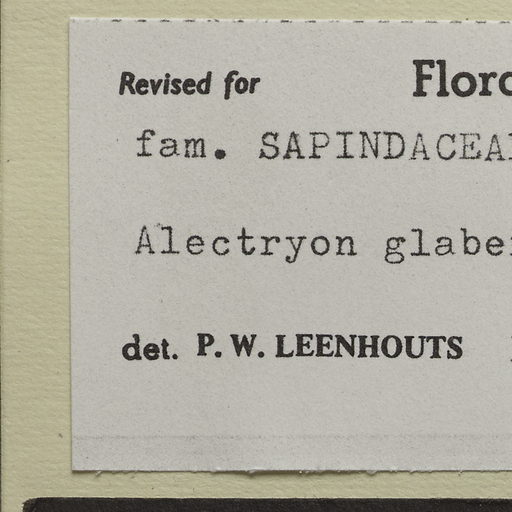 Revised for Flor
fam. SAPINDACEA
Alectryon glabe
det. P. W. LEENHOUTS